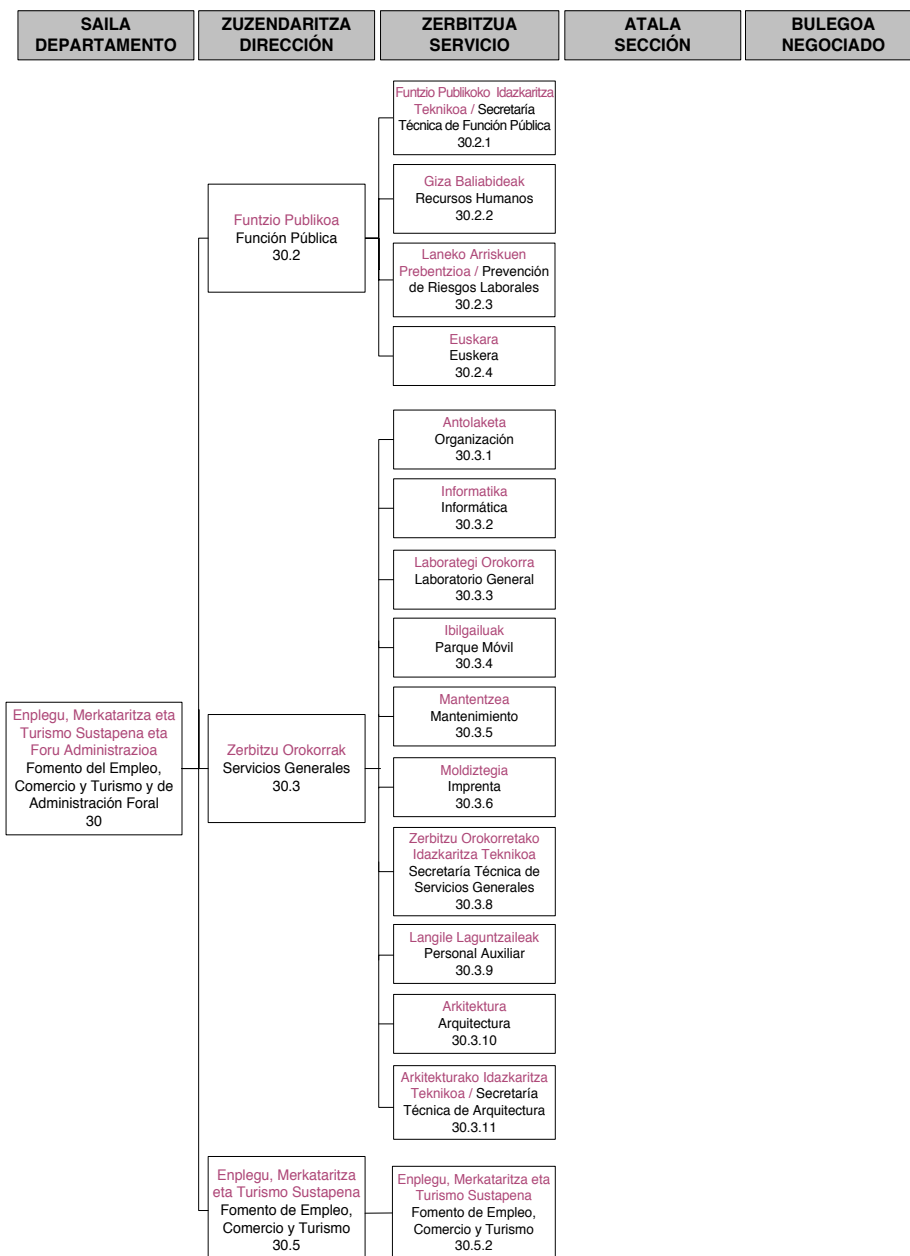 SAILA
DEPARTAMENTO
ZUZENDARITZA
DIRECCIÓN
ZERBITZUA
SERVICIO
ATALA
SECCIÓN
BULEGOA
NEGOCIADO
Funtzio Publikoko Idazkaritza
Teknikoa / Secretaría
Técnica de Función Pública
30.2.1
Giza Baliabideak
Recursos Humanos
30.2.2
Funtzio Publikoa
Función Pública
30.2
Laneko Arriskuen
Prebentzioa / Prevención
de Riesgos Laborales
30.2.3
Euskara
Euskera
30.2.4
Antolaketa
Organización
30.3.1
Informatika
Informática
30.3.2
Laborategi Orokorra
Laboratorio General
30.3.3
Ibilgailuak
Parque Móvil
30.3.4
Mantentzea
Mantenimiento
30.3.5
Enplegu, Merkataritza eta
Turismo Sustapena eta
Foru Administrazioa
Fomento del Empleo,
Comercio y Turismo y de
Administración Foral
30
Zerbitzu Orokorrak
Servicios Generales
30.3
Moldiztegia
Imprenta
30.3.6
Zerbitzu Orokorretako
Idazkaritza Teknikoa
Secretaría Técnica de
Servicios Generales
30.3.8
Langile Laguntzaileak
Personal Auxiliar
30.3.9
Arkitektura
Arquitectura
30.3.10
Arkitekturako Idazkaritza
Teknikoa / Secretaría
Técnica de Arquitectura
30.3.11
Enplegu, Merkataritza
eta Turismo Sustapena
Fomento de Empleo,
Comercio y Turismo
30.5
Enplegu, Merkataritza eta
Turismo Sustapena
Fomento de Empleo,
Comercio y Turismo
30.5.2